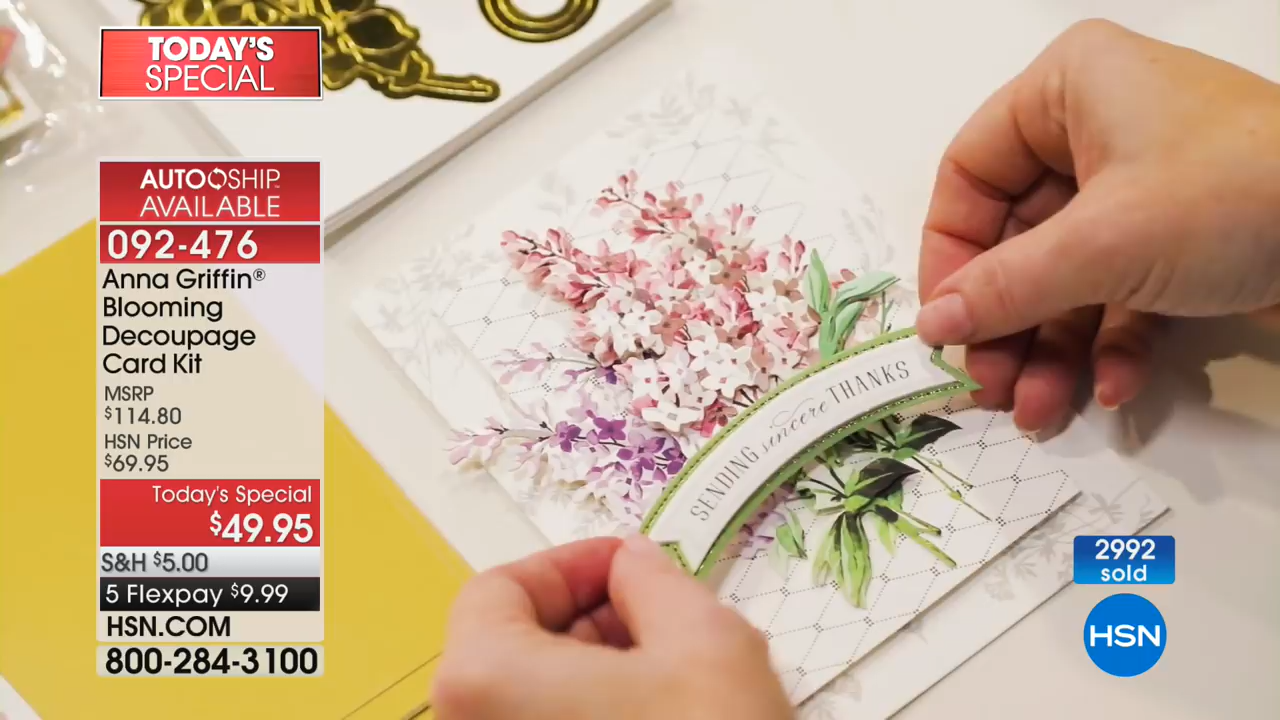 TODAY'S
SPECIAL
AUTOSHIP™
AVAILABLE
092-476
Anna Griffin®
Blooming
Decoupage
Card Kit
MSRP
$114.80
HSN Price
$69.95
Today's Special
$49.95
S&H $5.00
5 Flexpay $9.99
HSN.COM
800-284-3100
SENDING sincere THANKS
2992
sold
HSN